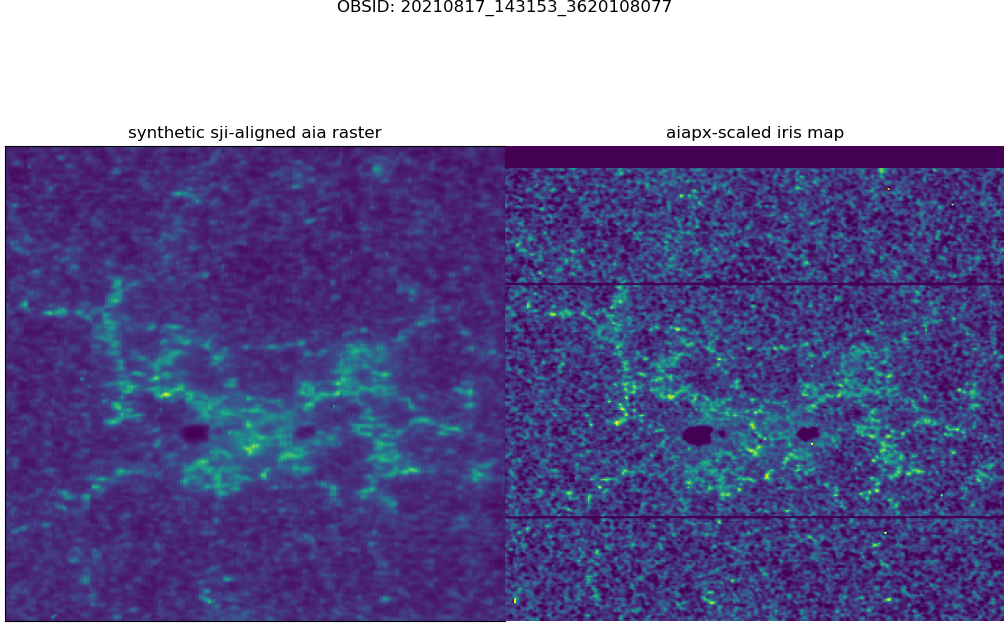 OBSID: 20210817_143153_3620108077
synthetic sji-aligned aia raster
aiapx-scaled iris map